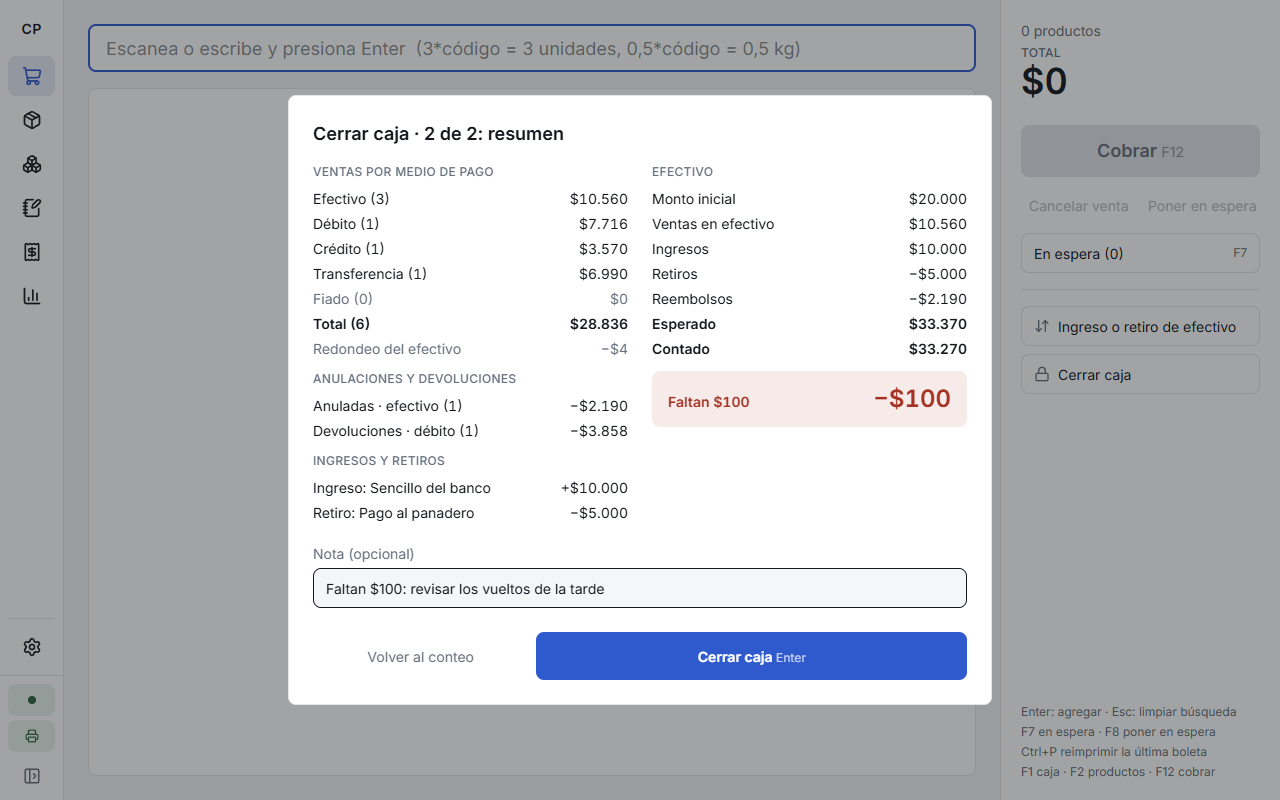 CP
Escanea o escribe y presiona Enter (3*código = 3 unidades, 0,5*código = 0,5 kg)
Cerrar caja · 2 de 2: resumen
VENTAS POR MEDIO DE PAGO
Efectivo (3) $10.560
Débito (1) $7.716
Crédito (1) $3.570
Transferencia (1) $6.990
Fiado (0) $0
Total (6) $28.836
Redondeo del efectivo −$4
ANULACIONES Y DEVOLUCIONES
Anuladas · efectivo (1) −$2.190
Devoluciones · débito (1) −$3.858
INGRESOS Y RETIROS
Ingreso: Sencillo del banco +$10.000
Retiro: Pago al panadero −$5.000
EFECTIVO
Monto inicial $20.000
Ventas en efectivo $10.560
Ingresos $10.000
Retiros −$5.000
Reembolsos −$2.190
Esperado $33.370
Contado $33.270
Faltan $100 −$100
Nota (opcional)
Faltan $100: revisar los vueltos de la tarde
Volver al conteo
Cerrar caja Enter
0 productos
TOTAL
$0
Cobrar F12
Cancelar venta Poner en espera
En espera (0) F7
Ingreso o retiro de efectivo
Cerrar caja
Enter: agregar · Esc: limpiar búsqueda
F7 en espera · F8 poner en espera
Ctrl+P reimprimir la última boleta
F1 caja · F2 productos · F12 cobrar